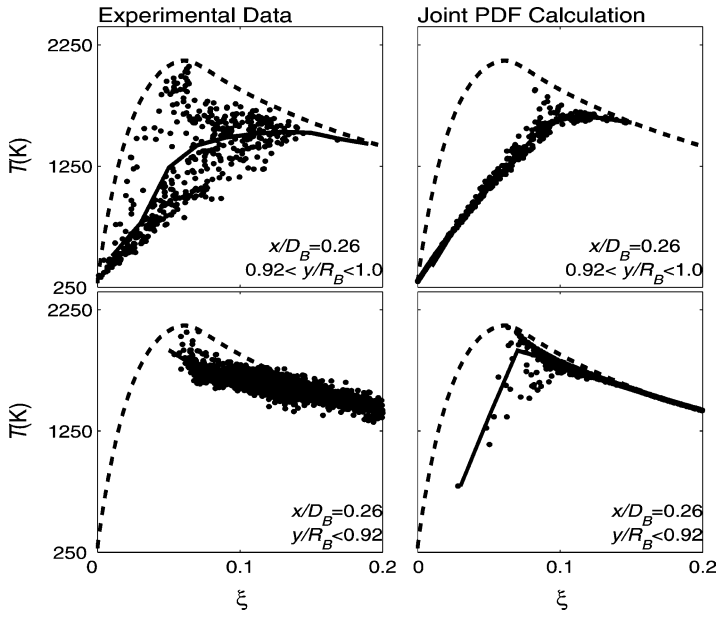 Experimental Data
Joint PDF Calculation
2250
T(K)
1250
250
x/D_B=0.26
0.92< y/R_B<1.0
x/D_B=0.26
0.92< y/R_B<1.0
2250
T(K)
1250
250
x/D_B=0.26
y/R_B<0.92
x/D_B=0.26
y/R_B<0.92
0 0.1 0.2
0 0.1 0.2
ξ
ξ